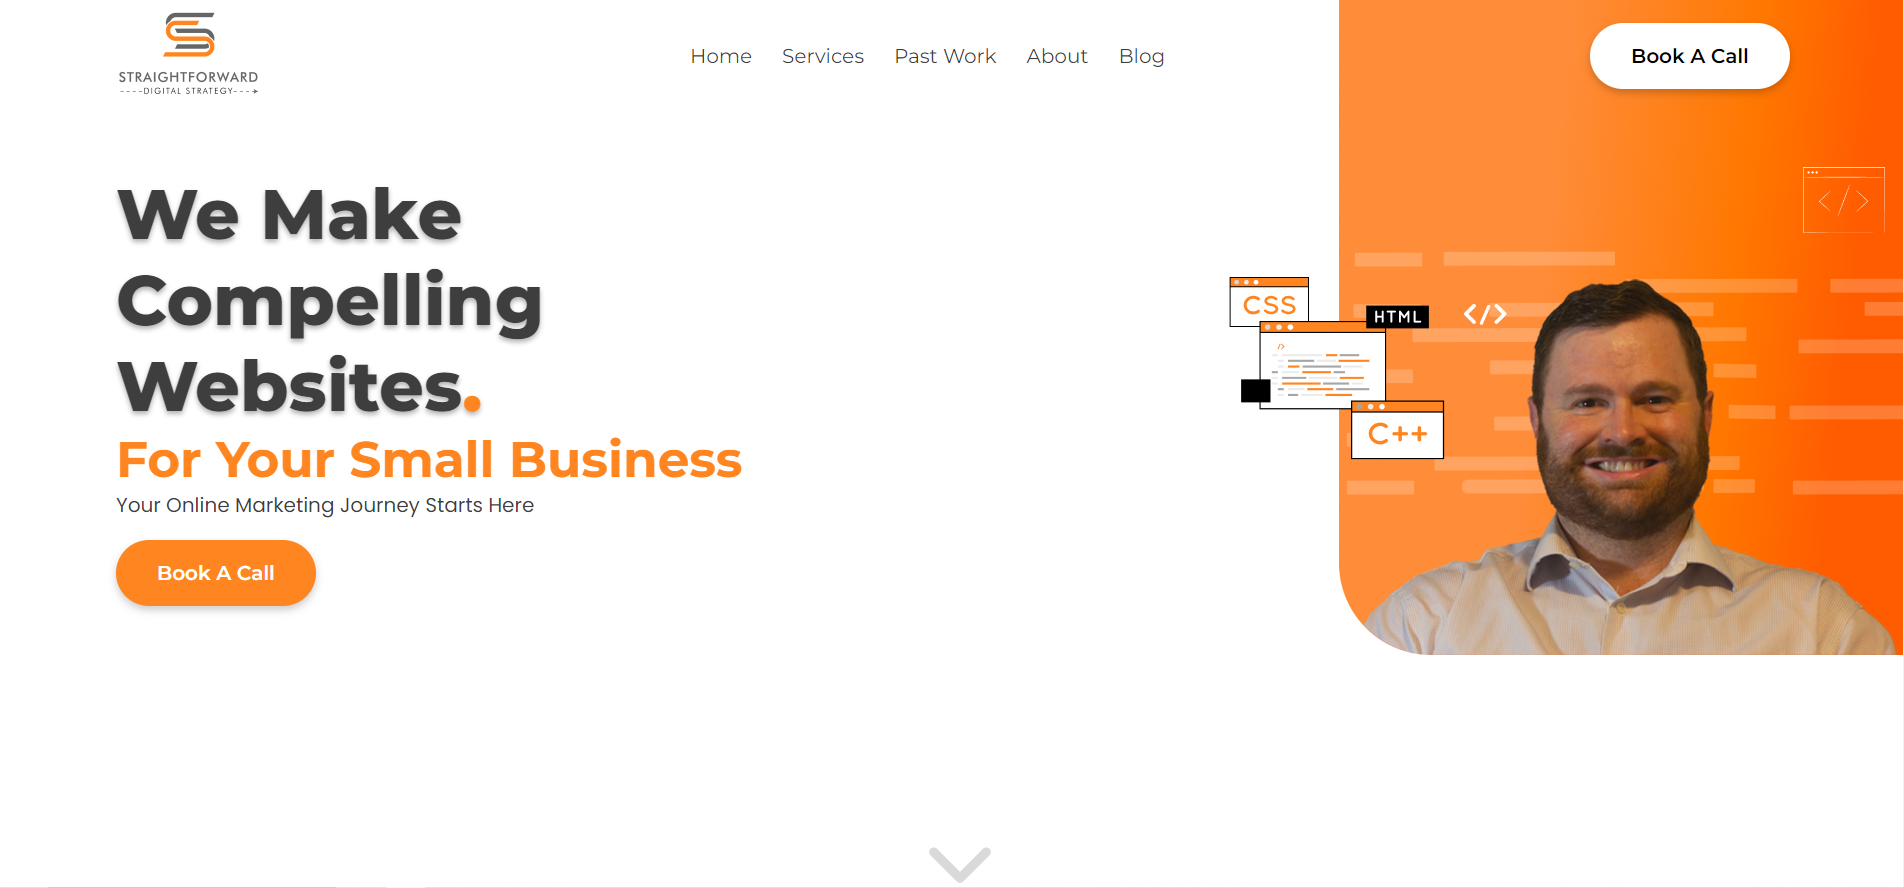 STRAIGHTFORWARD
DIGITAL STRATEGY
Home
Services
Past Work
About
Blog
Book A Call
We Make
Compelling
Websites.
For Your Small Business
Your Online Marketing Journey Starts Here
Book A Call
CSS
HTML
</>
</>
C++
</>